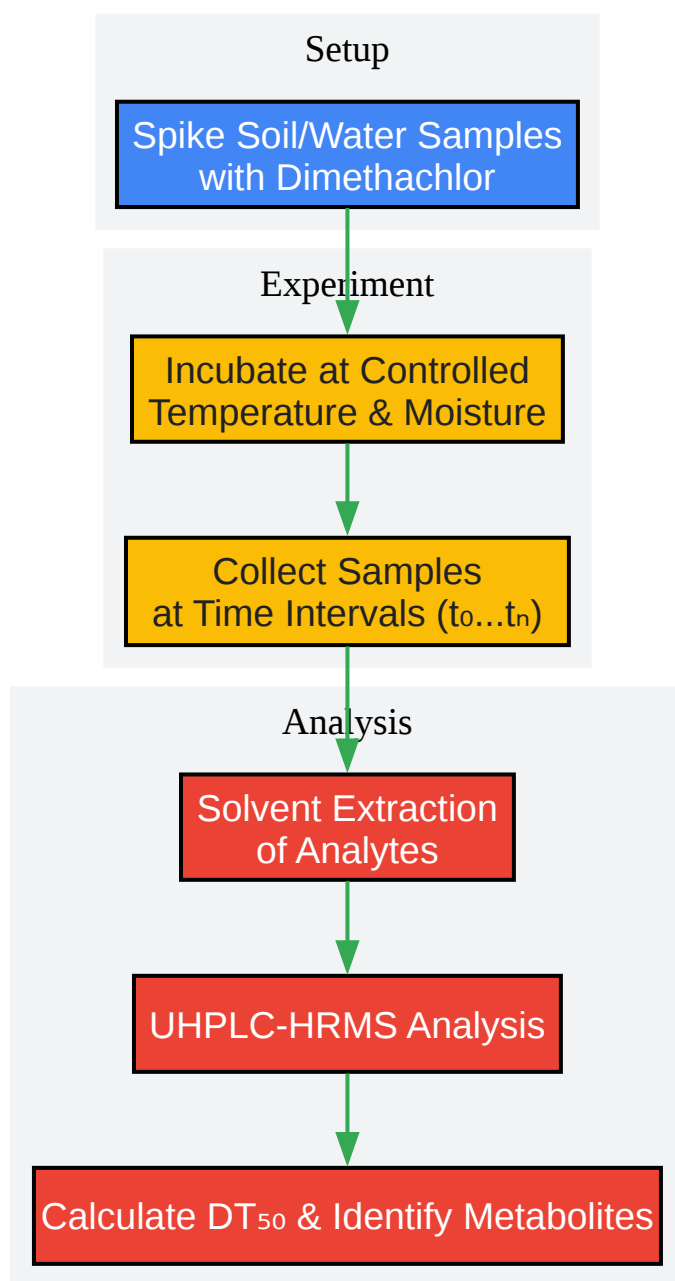 Setup
Spike Soil/Water Samples
with Dimethachlor
Experiment
Incubate at Controlled
Temperature & Moisture
Collect Samples
at Time Intervals (t₀...tₙ)
Analysis
Solvent Extraction
of Analytes
UHPLC-HRMS Analysis
Calculate DT₅₀ & Identify Metabolites